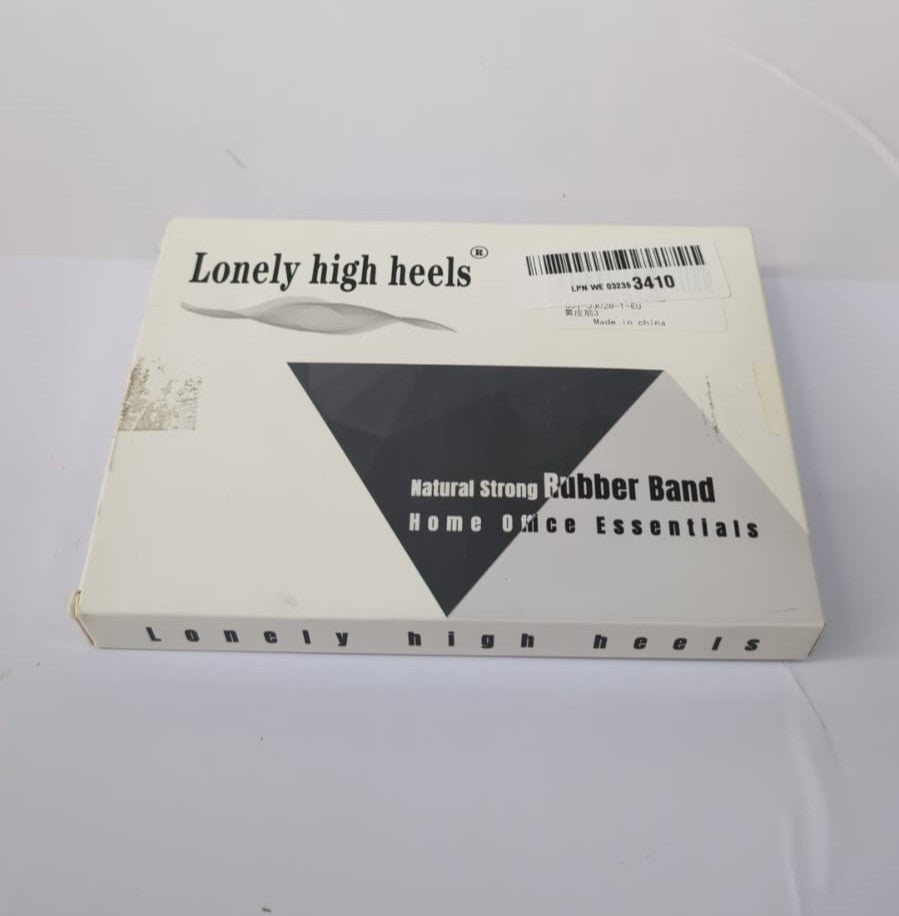 Lonely high heels®
LPN WE 03235 3410
Made in china
Natural Strong Rubber Band
Home Office Essentials
Lonely high heels